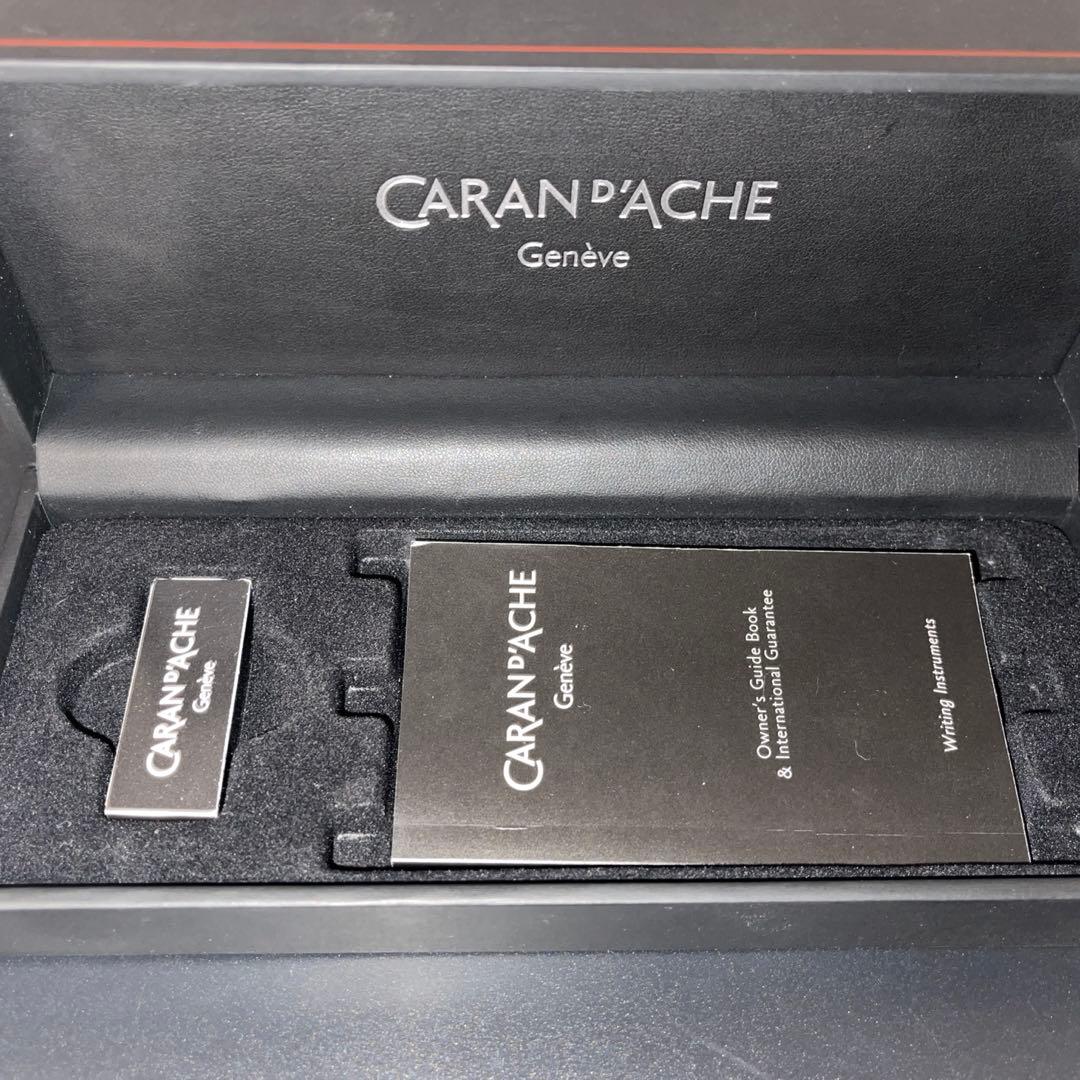 CARAN D'ACHE
Genève
CARAN D'ACHE
Genève
CARAN D'ACHE
Genève
Owner's Guide Book
& International Guarantee
Writing Instruments